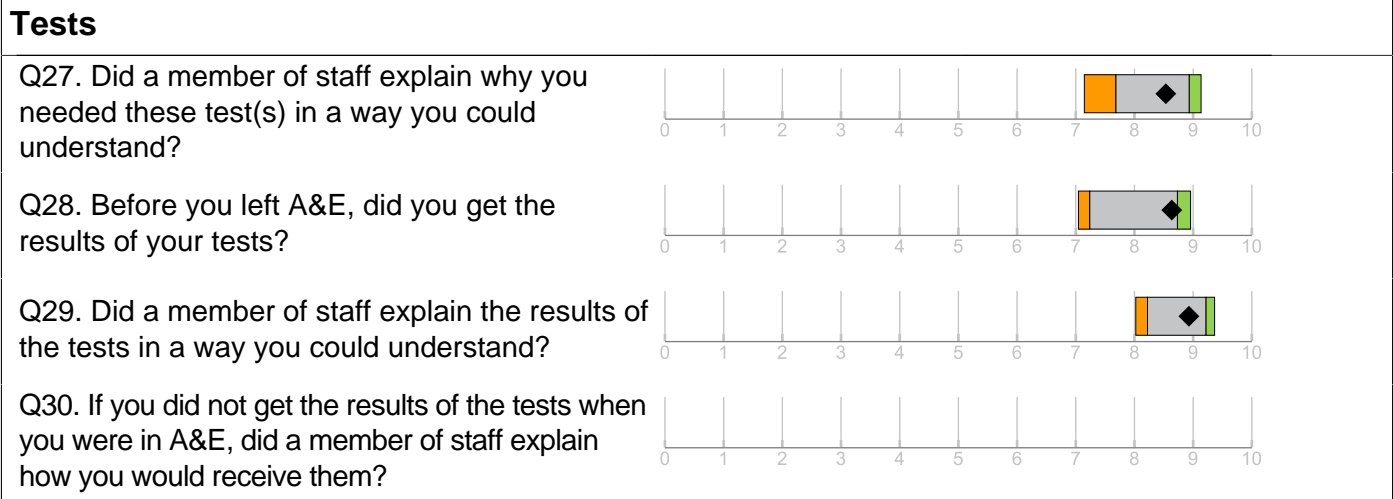 Tests
Q27. Did a member of staff explain why you
needed these test(s) in a way you could
understand?
0 1 2 3 4 5 6 7 8 9 10
Q28. Before you left A&E, did you get the
results of your tests?
0 1 2 3 4 5 6 7 8 9 10
Q29. Did a member of staff explain the results of
the tests in a way you could understand?
0 1 2 3 4 5 6 7 8 9 10
Q30. If you did not get the results of the tests when
you were in A&E, did a member of staff explain
how you would receive them?
0 1 2 3 4 5 6 7 8 9 10